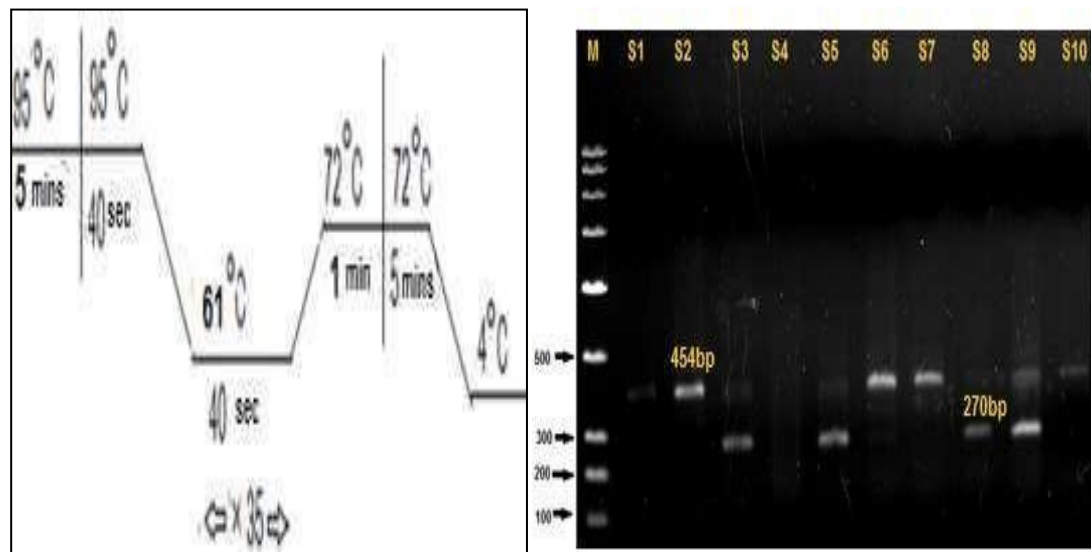 95°C 95°C
5 mins 40 sec
61°C
40 sec
72°C 72°C
1 min 5 mins
4°C
⇦ x 35 ⇨
M S1 S2 S3 S4 S5 S6 S7 S8 S9 S10
500
454bp
270bp
300
200
100